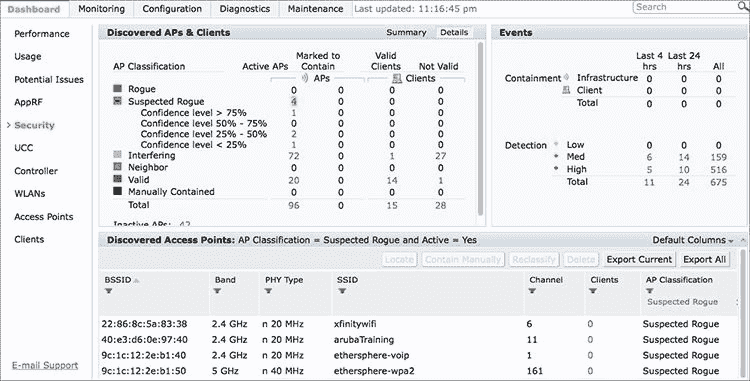 Dashboard Monitoring Configuration Diagnostics Maintenance Last updated: 11:16:45 pm Search
Performance
Usage
Potential Issues
AppRF
> Security
UCC
Controller
WLANs
Access Points
Clients
E-mail Support
Discovered APs & Clients Summary Details
Marked to Valid
AP Classification Active APs Contain Clients Not Valid
APs Clients
Rogue 0 0 0 0
Suspected Rogue 4 0 0 0
Confidence level > 75% 1 0 0 0
Confidence level 50% - 75% 0 0 0 0
Confidence level 25% - 50% 2 0 0 0
Confidence level < 25% 1 0 0 0
Interfering 72 0 1 27
Neighbor 0 0 0 0
Valid 20 0 14 1
Manually Contained 0 0 0 0
Total 96 0 15 28
Inactive APs: 42
Events
Last 4 Last 24
hrs hrs All
Containment Infrastructure 0 0 0
Client 0 0 0
Total 0 0 0
Detection Low 0 0 0
Med 6 14 159
High 5 10 516
Total 11 24 675
Discovered Access Points: AP Classification = Suspected Rogue and Active = Yes Default Columns
Locate Contain Manually Reclassify Delete Export Current Export All
BSSID Band PHY Type SSID Channel Clients AP Classification
Suspected Rogue
22:86:8c:5a:83:38 2.4 GHz n 20 MHz xfinitywifi 6 0 Suspected Rogue
40:e3:d6:0e:97:40 2.4 GHz n 20 MHz arubaTraining 11 0 Suspected Rogue
9c:1c:12:2e:b1:40 2.4 GHz n 20 MHz ethersphere-voip 1 0 Suspected Rogue
9c:1c:12:2e:b1:50 5 GHz n 40 MHz ethersphere-wpa2 161 0 Suspected Rogue